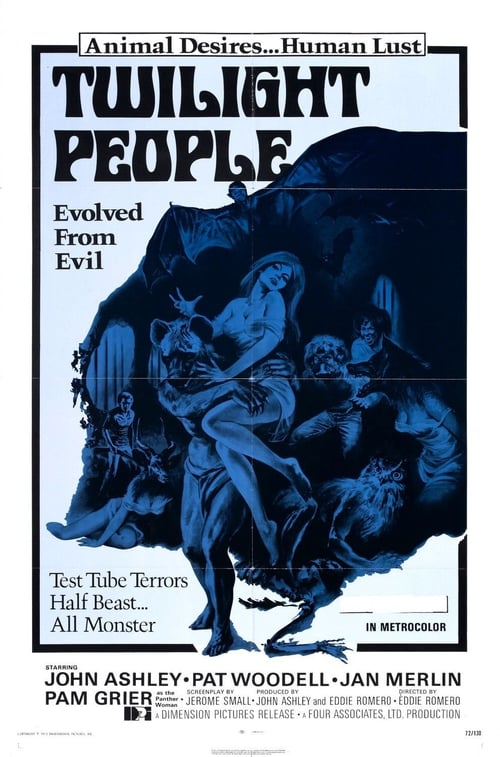 Animal Desires...Human Lust
TWILIGHT
PEOPLE
Evolved
From
Evil
Test Tube Terrors
Half Beast...
All Monster
IN METROCOLOR
STARRING
JOHN ASHLEY • PAT WOODELL • JAN MERLIN
PAM GRIER as the Panther Woman SCREENPLAY BY JEROME SMALL • PRODUCED BY JOHN ASHLEY and EDDIE ROMERO • DIRECTED BY EDDIE ROMERO
A DIMENSION PICTURES RELEASE • A FOUR ASSOCIATES, LTD. PRODUCTION
72/130